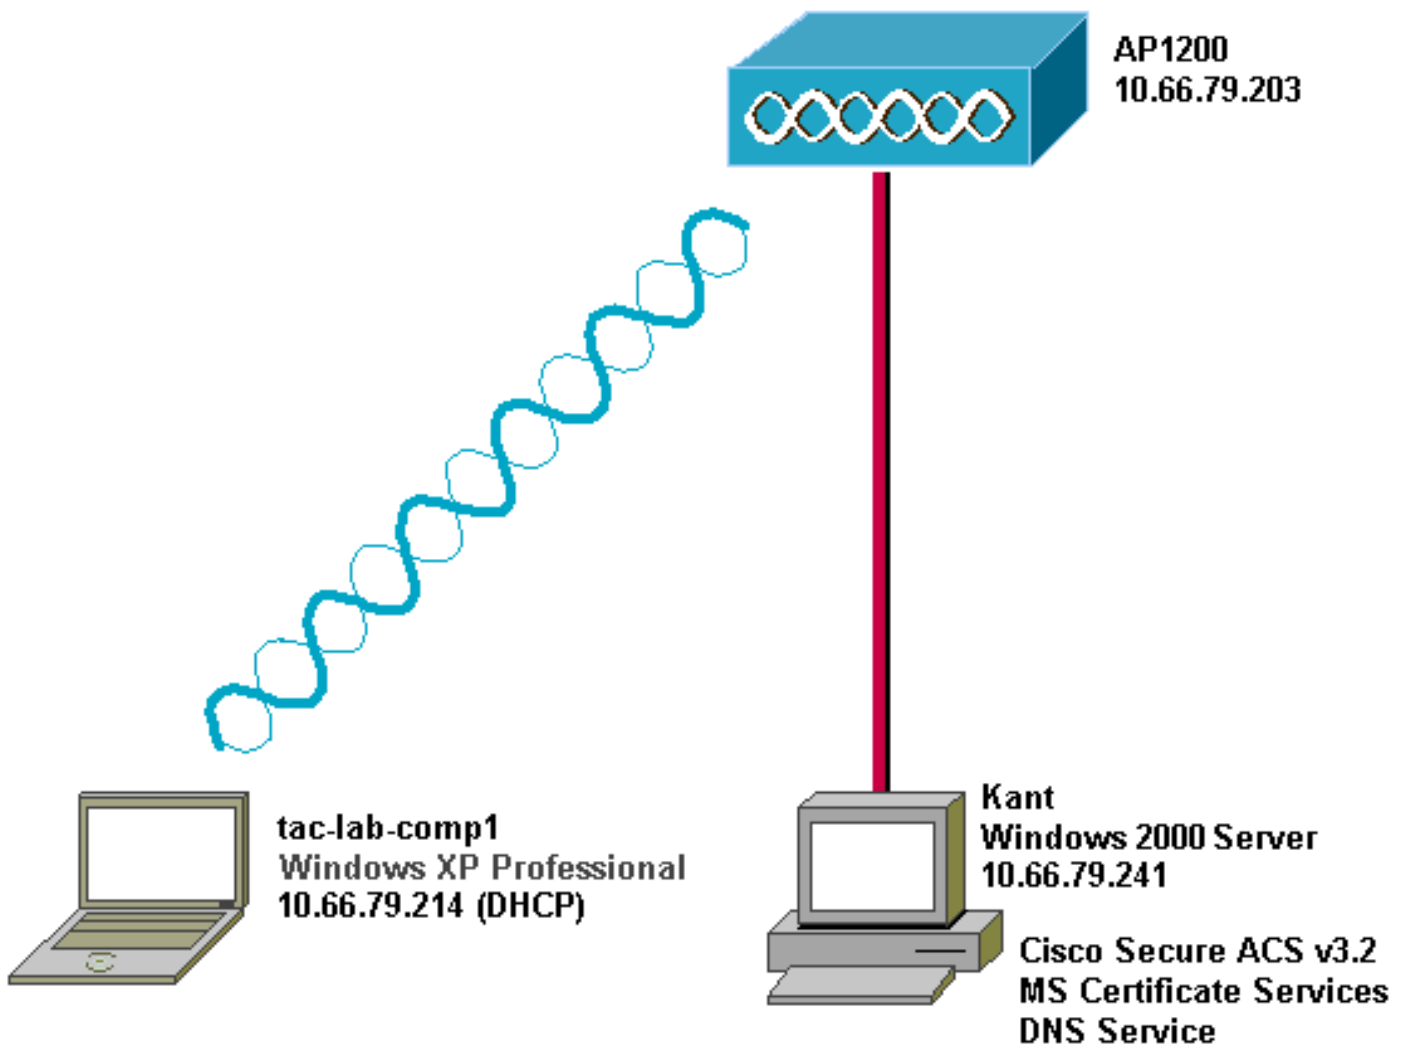 AP1200
10.66.79.203
tac-lab-comp1
Windows XP Professional
10.66.79.214 (DHCP)
Kant
Windows 2000 Server
10.66.79.241
Cisco Secure ACS v3.2
MS Certificate Services
DNS Service